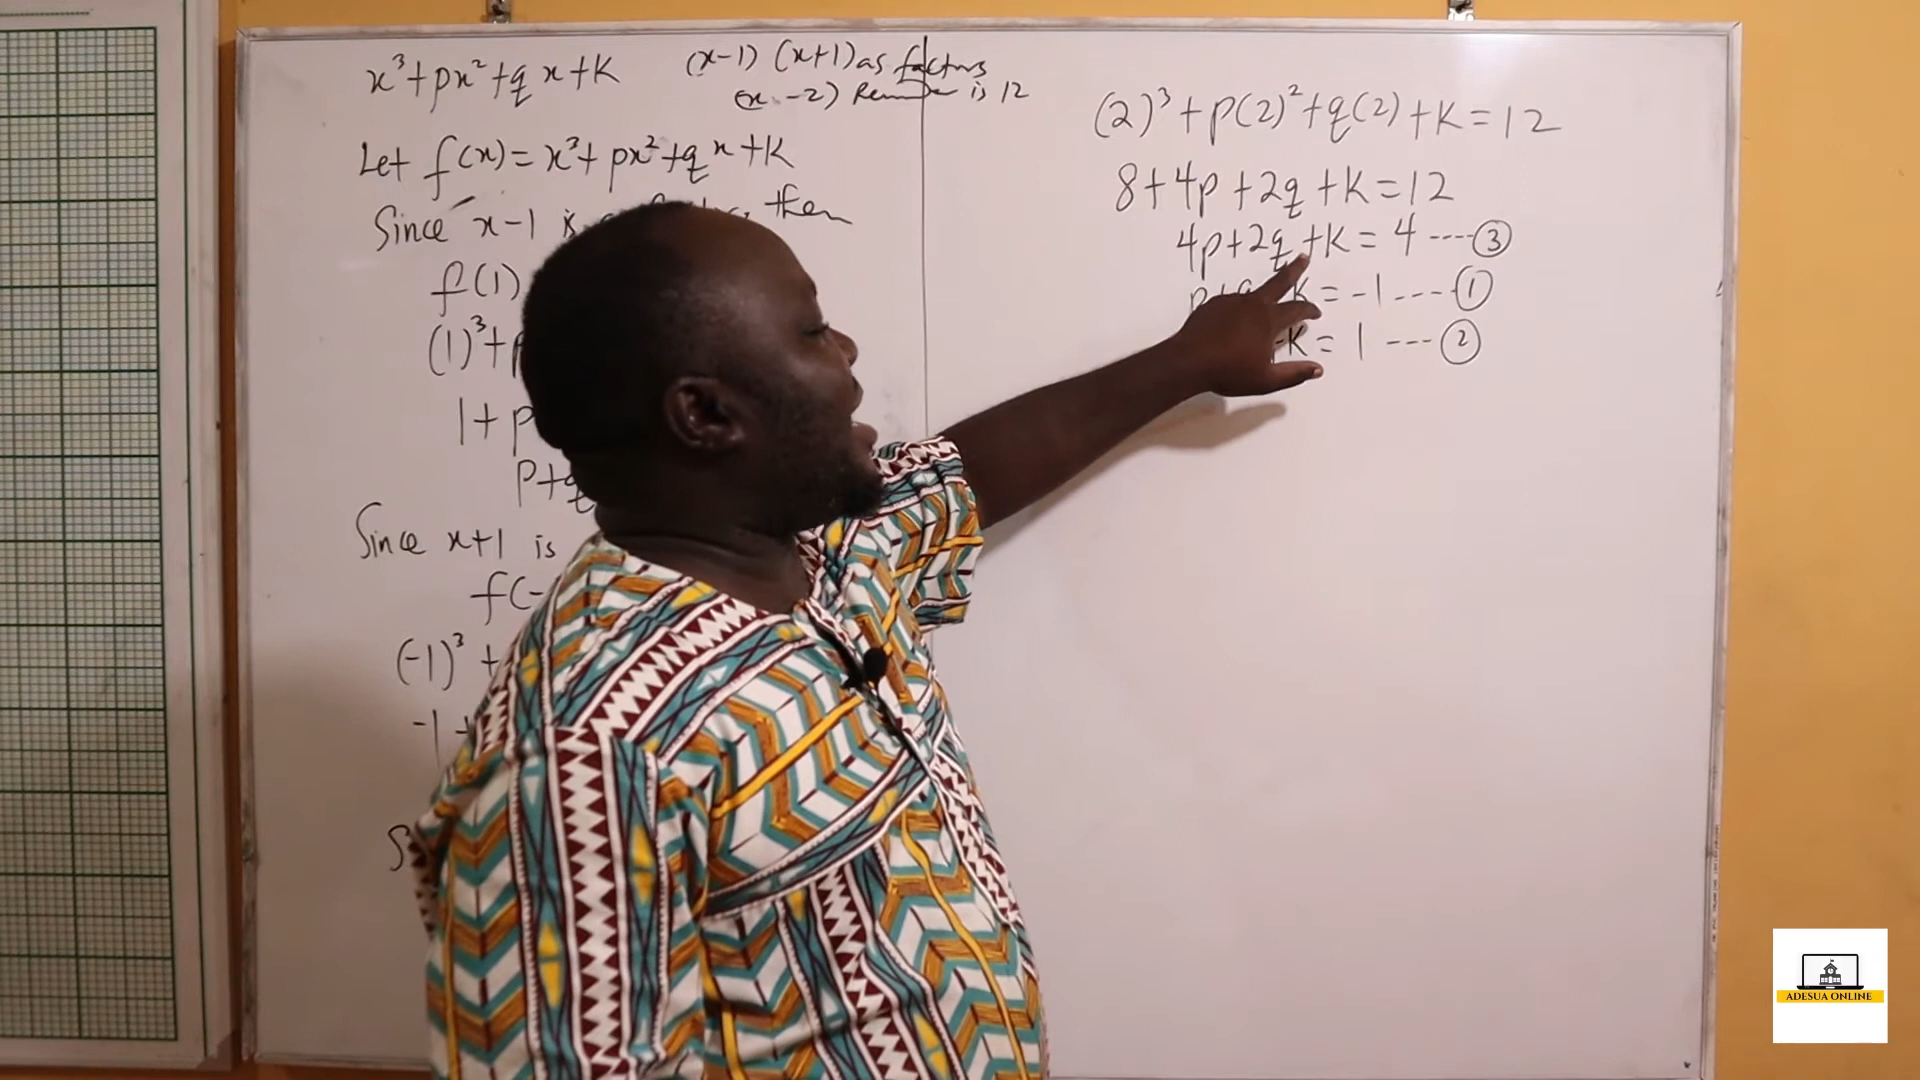 x³+px²+qx+K
(x-1) (x+1) as factors
(x-2) Remainder is 12
Let f(x)=x³+px²+qx+K
Since x-1 is then
f(1)
(1)³+p
1+p
P+q
Since x+1 is
f(-
(-1)³+
-1+
(2)³+p(2)²+q(2)+K=12
8+4p+2q+K=12
4p+2q+K=4 ----③
p+q K=-1 ----①
-K=1 ---②
ADESUA ONLINE